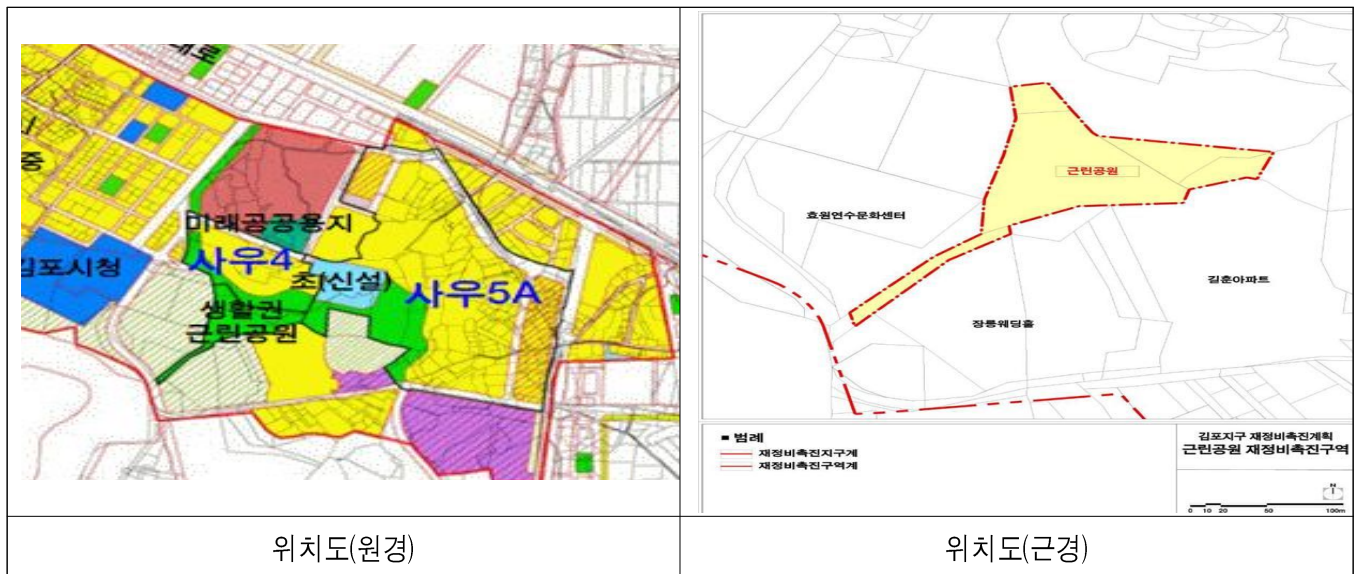 래로
중
미래공공용지
사우4
김포시청
초(신설)
사우5A
생활권
근린공원
근린공원
효원연수문화센터
길훈아파트
장릉웨딩홀
■ 범례
재정비촉진지구계
재정비촉진구역계
김포지구 재정비촉진계획
근린공원 재정비촉진구역
N
0 10 20 50 100m
위치도(원경)
위치도(근경)